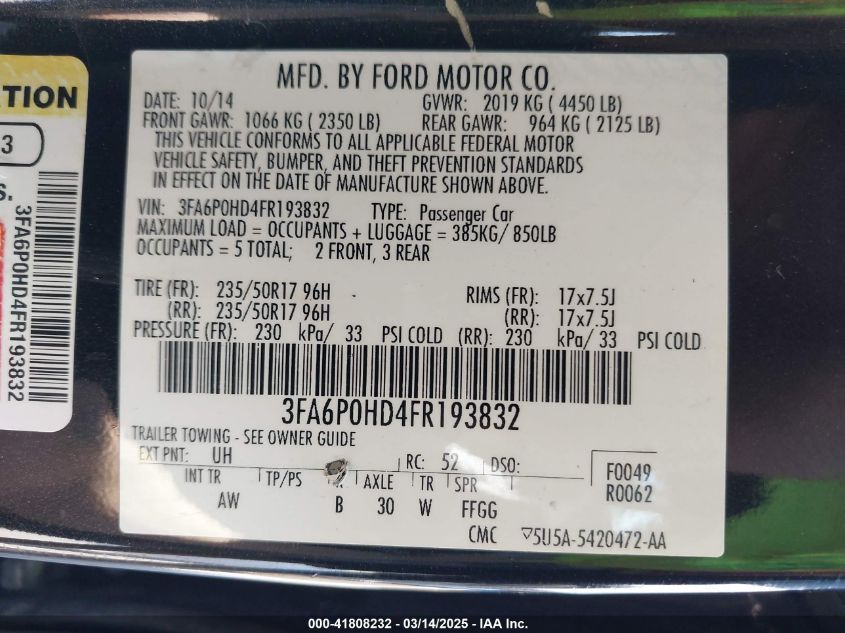 MFD. BY FORD MOTOR CO.
DATE: 10/14 GVWR: 2019 KG ( 4450 LB)
FRONT GAWR: 1066 KG ( 2350 LB) REAR GAWR: 964 KG ( 2125 LB)
THIS VEHICLE CONFORMS TO ALL APPLICABLE FEDERAL MOTOR
VEHICLE SAFETY, BUMPER, AND THEFT PREVENTION STANDARDS
IN EFFECT ON THE DATE OF MANUFACTURE SHOWN ABOVE.
VIN: 3FA6P0HD4FR193832 TYPE: Passenger Car
MAXIMUM LOAD = OCCUPANTS + LUGGAGE = 385KG/ 850LB
OCCUPANTS = 5 TOTAL; 2 FRONT, 3 REAR
TIRE (FR): 235/50R17 96H RIMS (FR): 17x7.5J
(RR): 235/50R17 96H (RR): 17x7.5J
PRESSURE (FR): 230 kPa/ 33 PSI COLD (RR): 230 kPa/ 33 PSI COLD
3FA6P0HD4FR193832
TRAILER TOWING - SEE OWNER GUIDE
EXT PNT: UH RC: 52 DSO: F0049
INT TR TP/PS AXLE TR SPR R0062
AW B 30 W FFGG
CMC ▽5U5A-5420472-AA
TION
3
S.
3FA6P0HD4FR193832
000-41808232 - 03/14/2025 - IAA Inc.